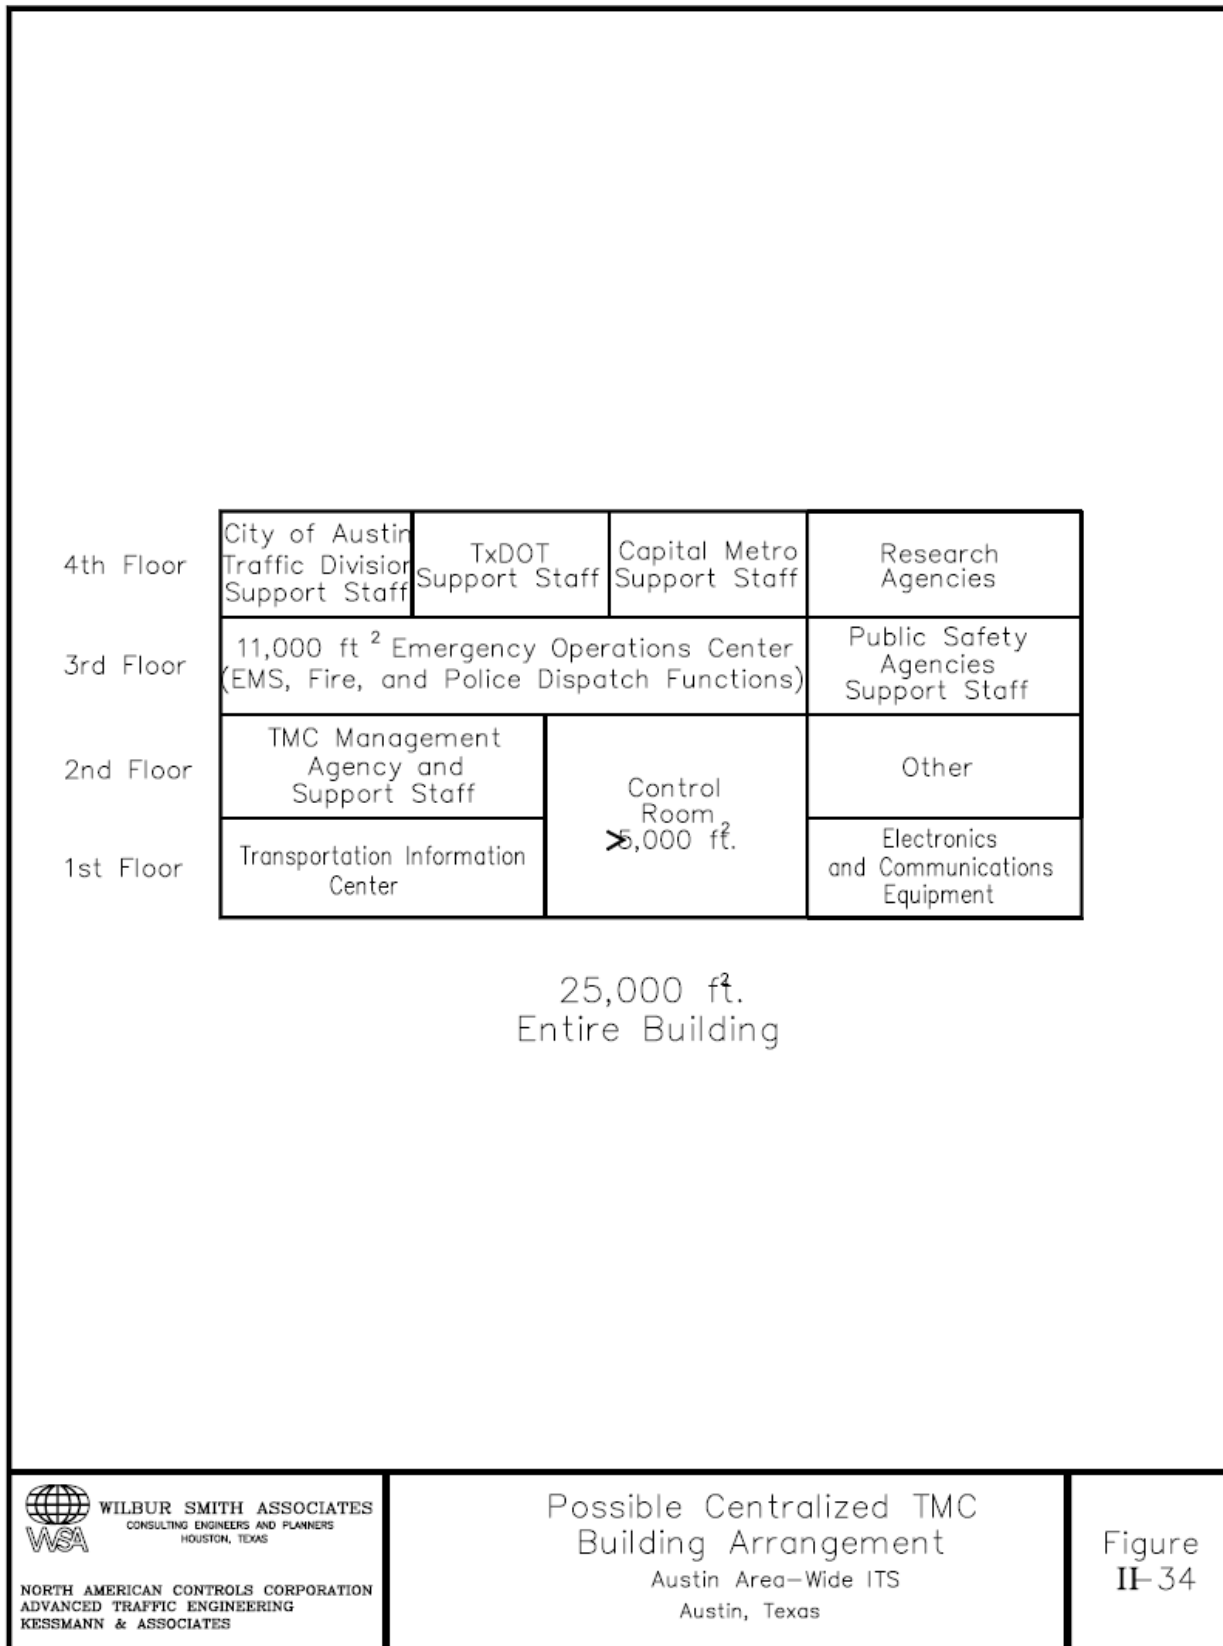 City of Austin
Traffic Division
Support Staff
TxDOT
Support Staff
Capital Metro
Support Staff
Research
Agencies
4th Floor
11,000 ft ² Emergency Operations Center
(EMS, Fire, and Police Dispatch Functions)
Public Safety
Agencies
Support Staff
3rd Floor
TMC Management
Agency and
Support Staff
2nd Floor
Control
Room
>5,000 ft².
Other
Transportation Information
Center
1st Floor
Electronics
and Communications
Equipment
25,000 ft².
Entire Building
WSA
WILBUR SMITH ASSOCIATES
CONSULTING ENGINEERS AND PLANNERS
HOUSTON, TEXAS
NORTH AMERICAN CONTROLS CORPORATION
ADVANCED TRAFFIC ENGINEERING
KESSMANN & ASSOCIATES
Possible Centralized TMC
Building Arrangement
Austin Area-Wide ITS
Austin, Texas
Figure
II-34